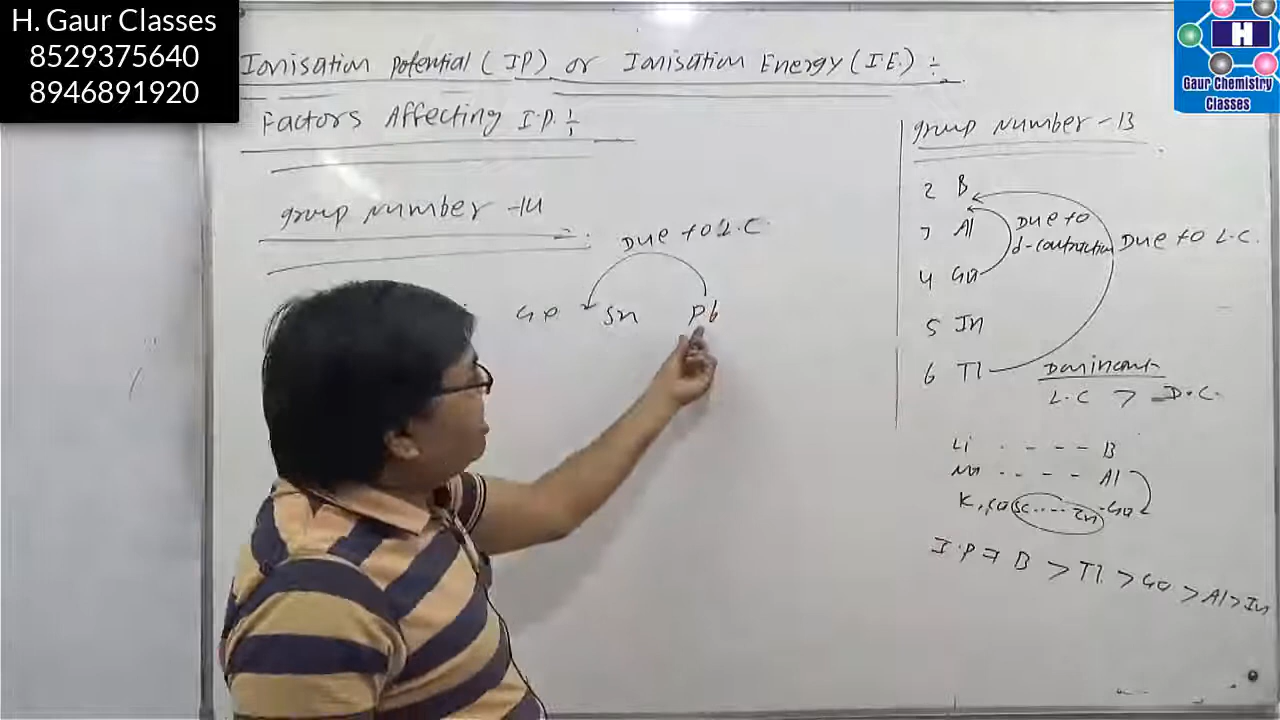 H. Gaur Classes
8529375640
8946891920
H
Gaur Chemistry
Classes
Ionisation Potential (IP) or Ionisation Energy (I.E.) :-
Factors Affecting I.P. :-
group number -14
Due to L.C.
Ge Sn Pb
group number -13
2 B
3 Al
4 Ga
5 In
6 Tl
Due to
d-contraction
Due to L.C.
Dominant
L.C > D.C.
Li - - - - B
Na - - - - Al
K, Ca Sc....Zn -Ga
I.P ⇒ B > Tl > Ga > Al > In